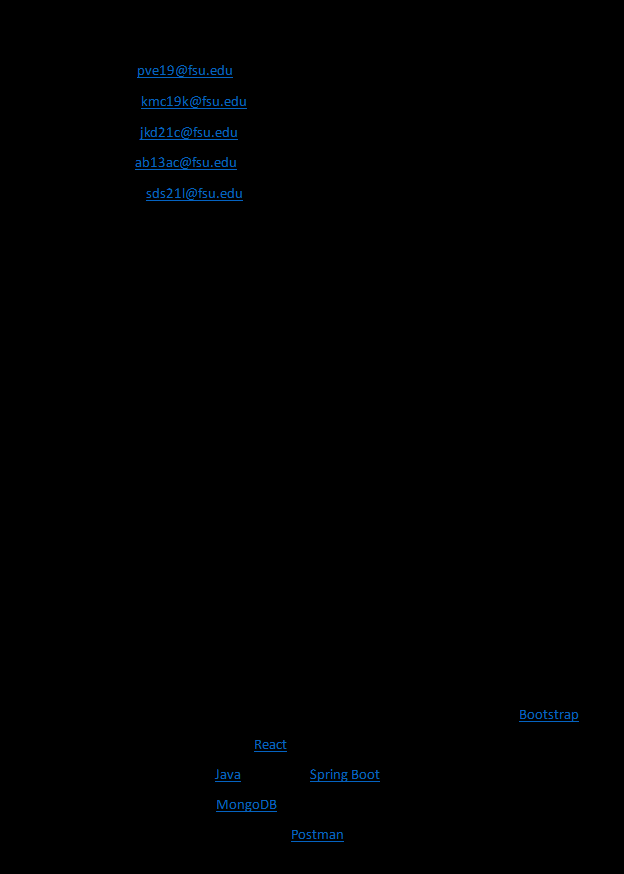 pve19@fsu.edu
kmc19k@fsu.edu
jkd21c@fsu.edu
ab13ac@fsu.edu
sds21l@fsu.edu
Bootstrap
React
Java Spring Boot
MongoDB
Postman